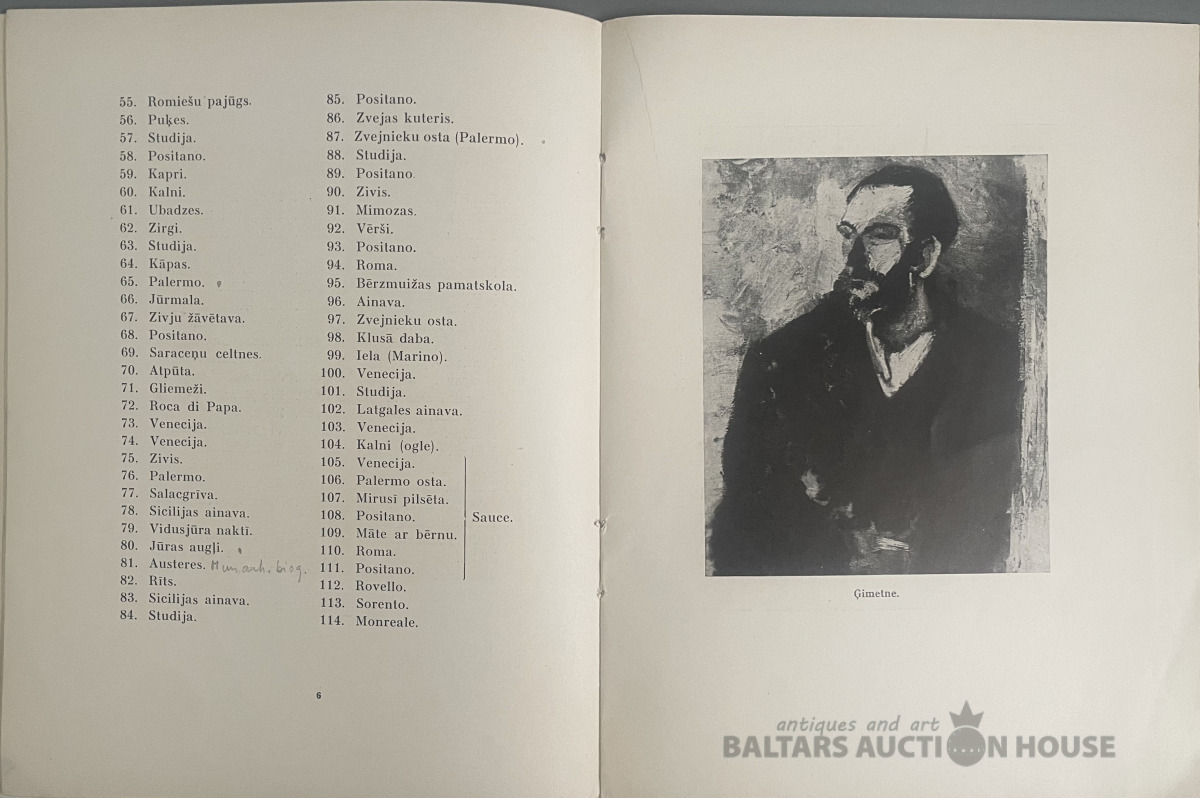 55. Romiešu pajūgs.
56. Puķes.
57. Studija.
58. Positano.
59. Kapri.
60. Kalni.
61. Ubadzes.
62. Zirgi.
63. Studija.
64. Kāpas.
65. Palermo.
66. Jūrmala.
67. Zivju žāvētava.
68. Positano.
69. Saraceņu celtnes.
70. Atpūta.
71. Gliemeži.
72. Roca di Papa.
73. Venecija.
74. Venecija.
75. Zivis.
76. Palermo.
77. Salacgrīva.
78. Sicilijas ainava.
79. Vidusjūra naktī.
80. Jūras augļi.
81. Austeres.
82. Rīts.
83. Sicilijas ainava.
84. Studija.
85. Positano.
86. Zvejas kuteris.
87. Zvejnieku osta (Palermo).
88. Studija.
89. Positano
90. Zivis.
91. Mimozas.
92. Vērši.
93. Positano.
94. Roma.
95. Bērzmuižas pamatskola.
96. Ainava.
97. Zvejnieku osta.
98. Klusā daba.
99. Iela (Marino).
100. Venecija.
101. Studija.
102. Latgales ainava.
103. Venecija.
104. Kalni (ogle).
105. Venecija.
106. Palermo osta.
107. Mirusī pilsēta.
108. Positano.
109. Māte ar bērnu.
110. Roma.
111. Positano.
Sauce.
112. Rovello.
113. Sorento.
114. Monreale.
6
Ģimetne.
antiques and art
BALTARS AUCTION HOUSE